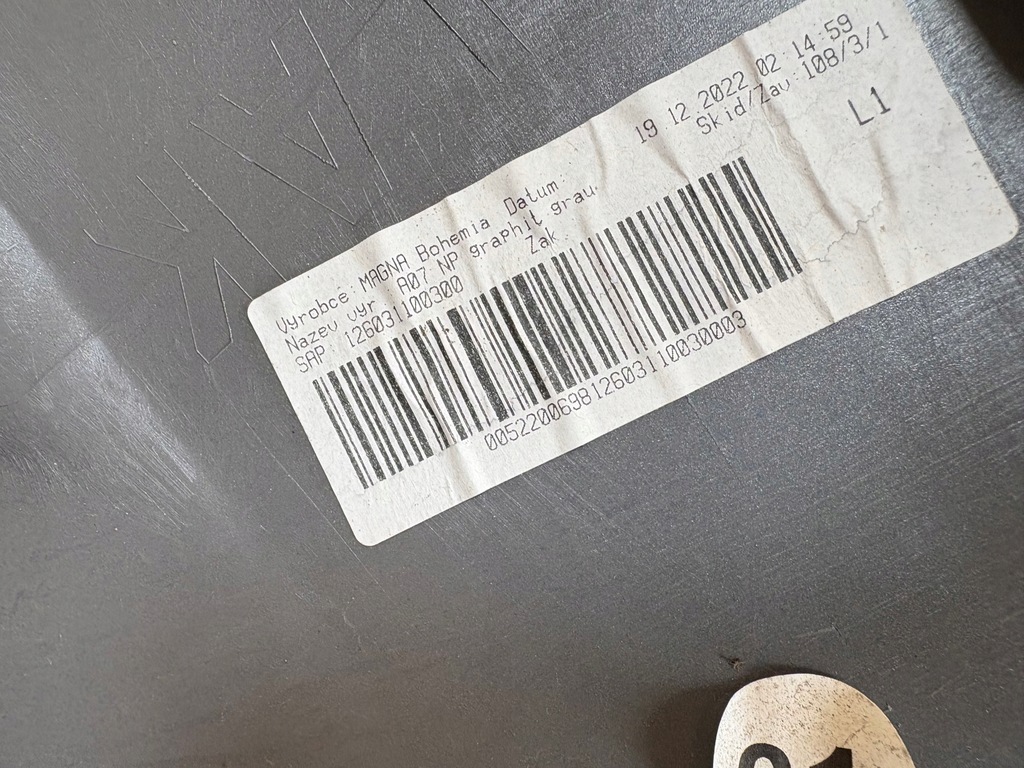 Vyrobce: MAGNA Bohemia Datum: 19 12 2022 02:14:59
Nazev vyr. A07 NP graphit grau. Skid/Zav:108/3/1
SAP: 126031100300 Zak L1
005220069812603110030003